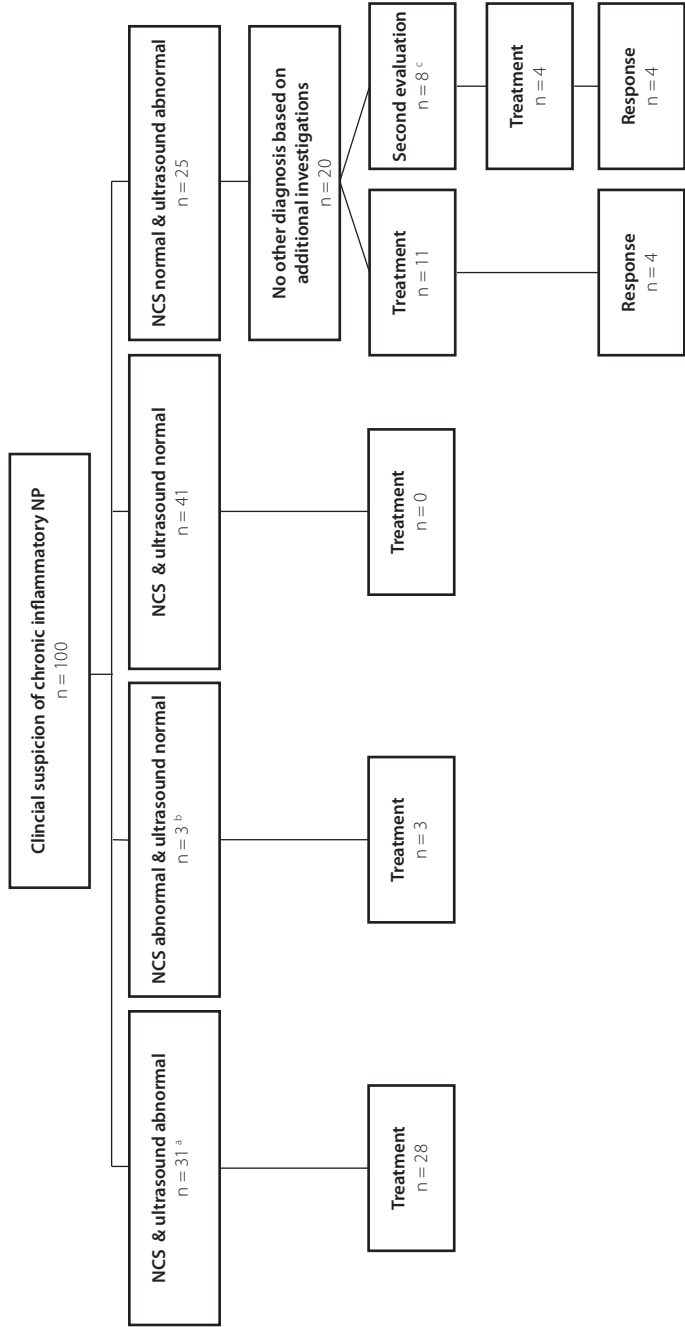 Clincial suspicion of chronic inflammatory NP
n = 100
NCS & ultrasound abnormal
n = 31 a
NCS abnormal & ultrasound normal
n = 3 b
NCS & ultrasound normal
n = 41
NCS normal & ultrasound abnormal
n = 25
No other diagnosis based on
additional investigations
n = 20
Treatment
n = 28
Treatment
n = 3
Treatment
n = 0
Treatment
n = 11
Second evaluation
n = 8 c
Treatment
n = 4
Response
n = 4
Response
n = 4